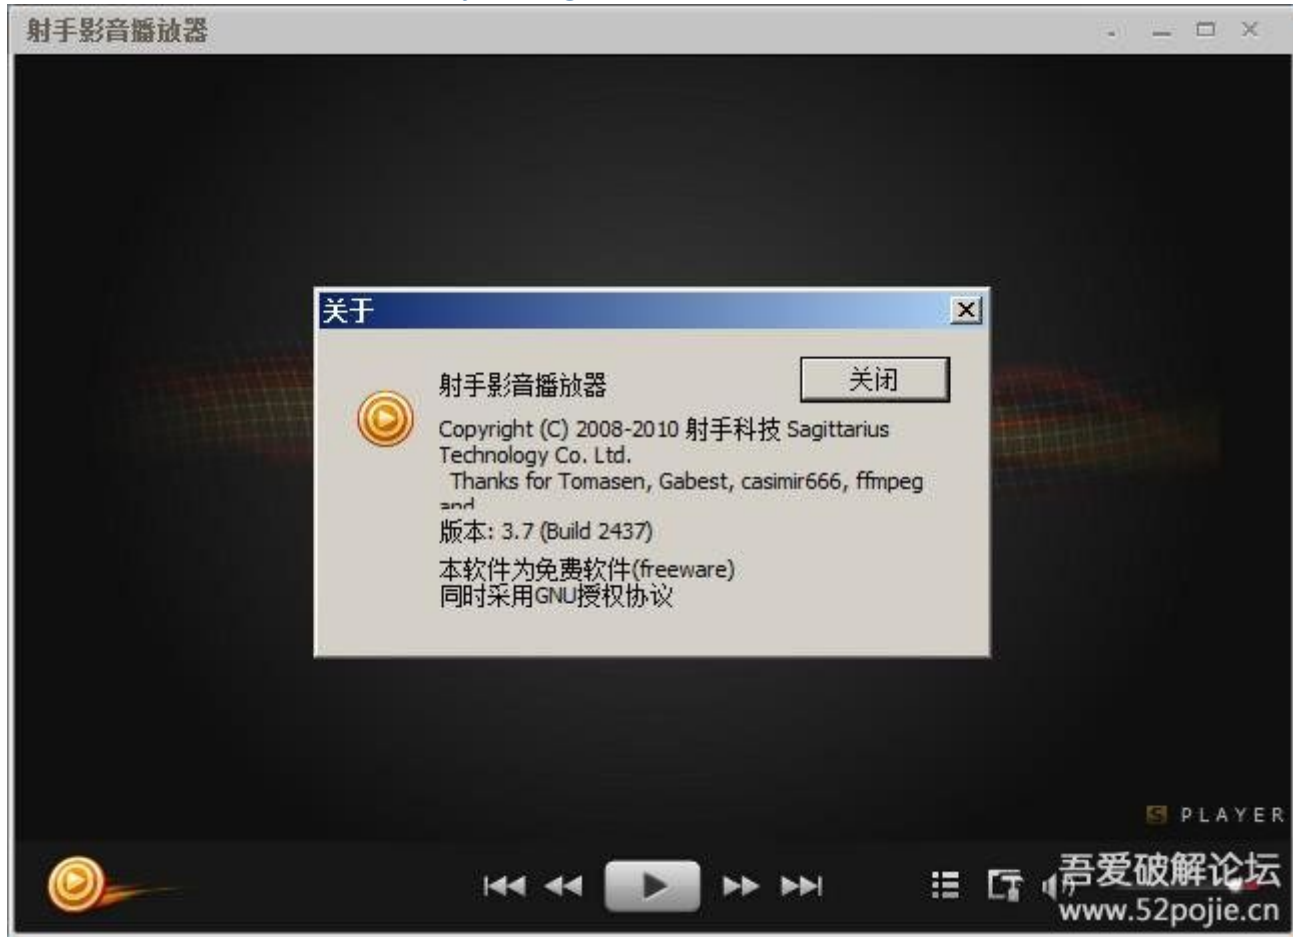 射手影音播放器
关于
关闭
射手影音播放器
Copyright (C) 2008-2010 射手科技 Sagittarius
Technology Co. Ltd.
Thanks for Tomasen, Gabest, casimir666, ffmpeg
and
版本: 3.7 (Build 2437)
本软件为免费软件(freeware)
同时采用GNU授权协议
S PLAYER
吾爱破解论坛
www.52pojie.cn